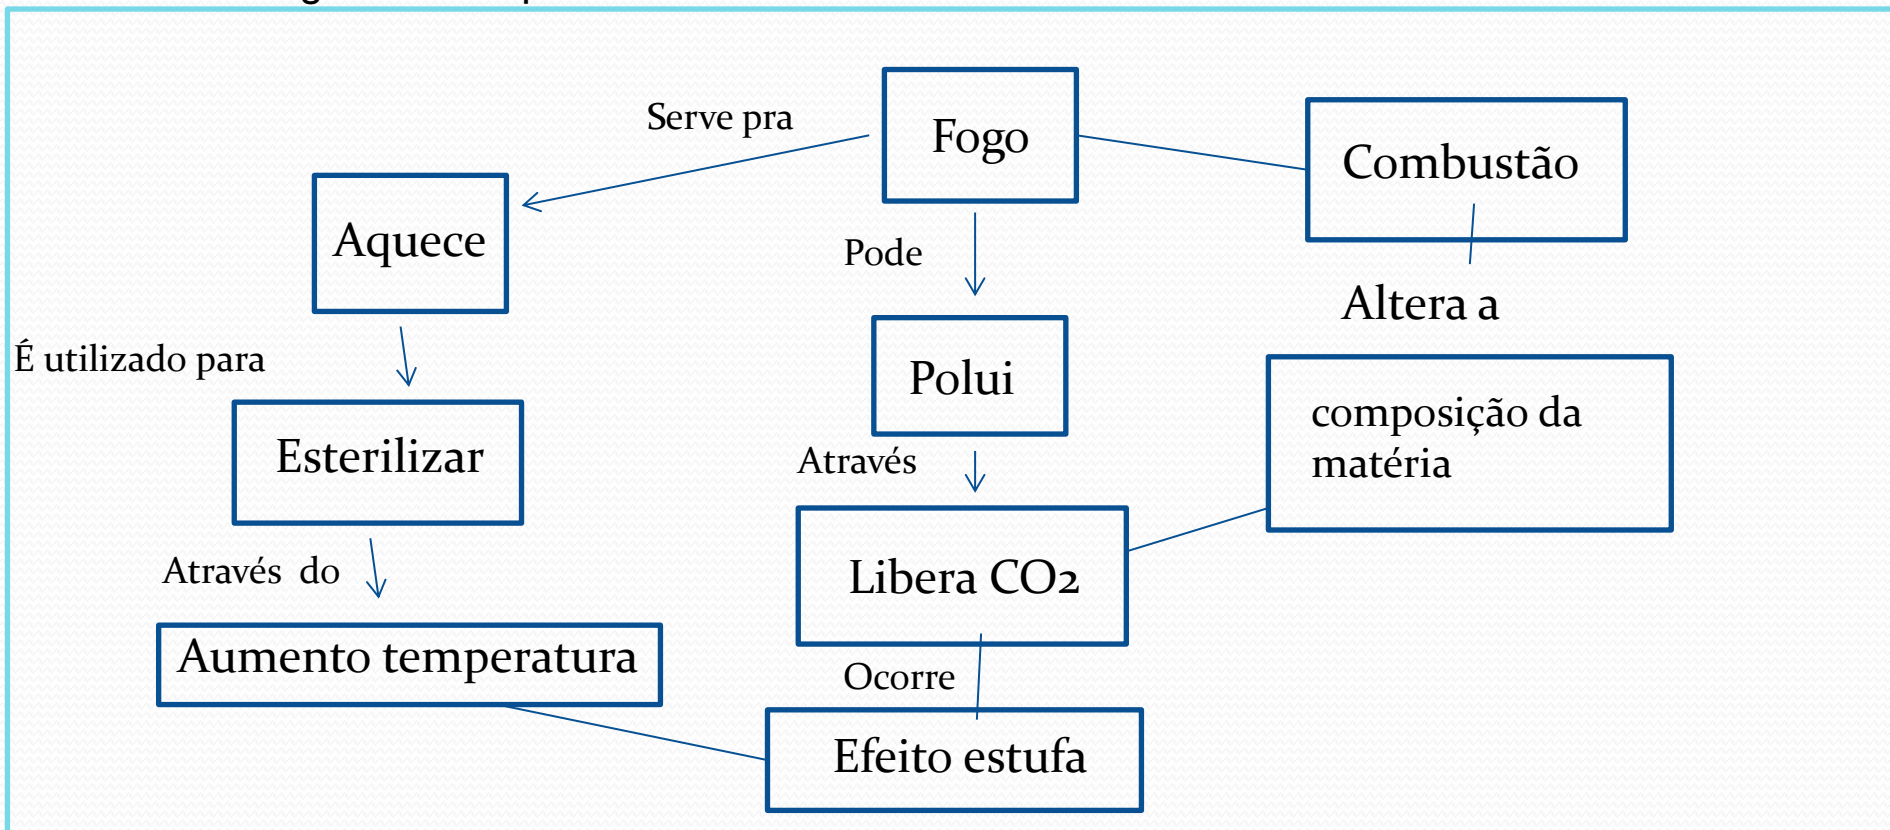 Serve pra
Fogo
Combustão
Aquece
Pode
Altera a
É utilizado para
Polui
composição da
matéria
Esterilizar
Através
Através do
Libera CO2
Aumento temperatura
Ocorre
Efeito estufa